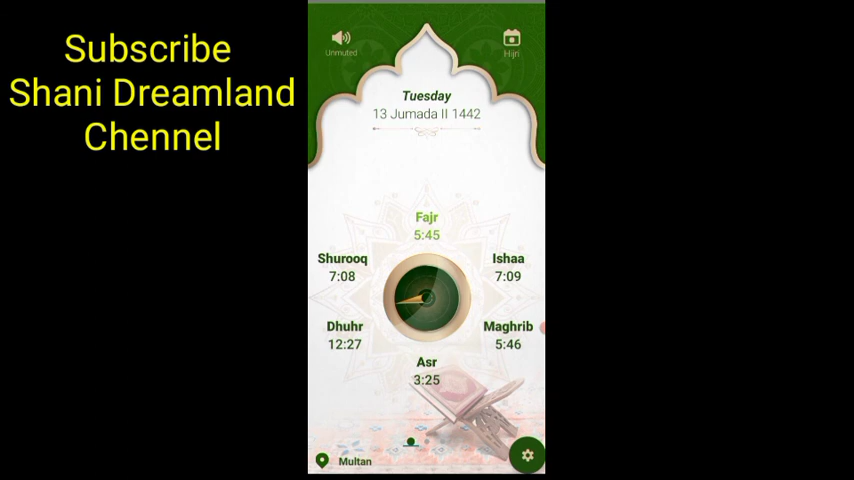 Subscribe
Shani Dreamland
Chennel
Unmuted
Hijri
Tuesday
13 Jumada II 1442
Fajr
5:45
Shurooq
7:08
Ishaa
7:09
Dhuhr
12:27
Maghrib
5:46
Asr
3:25
Multan